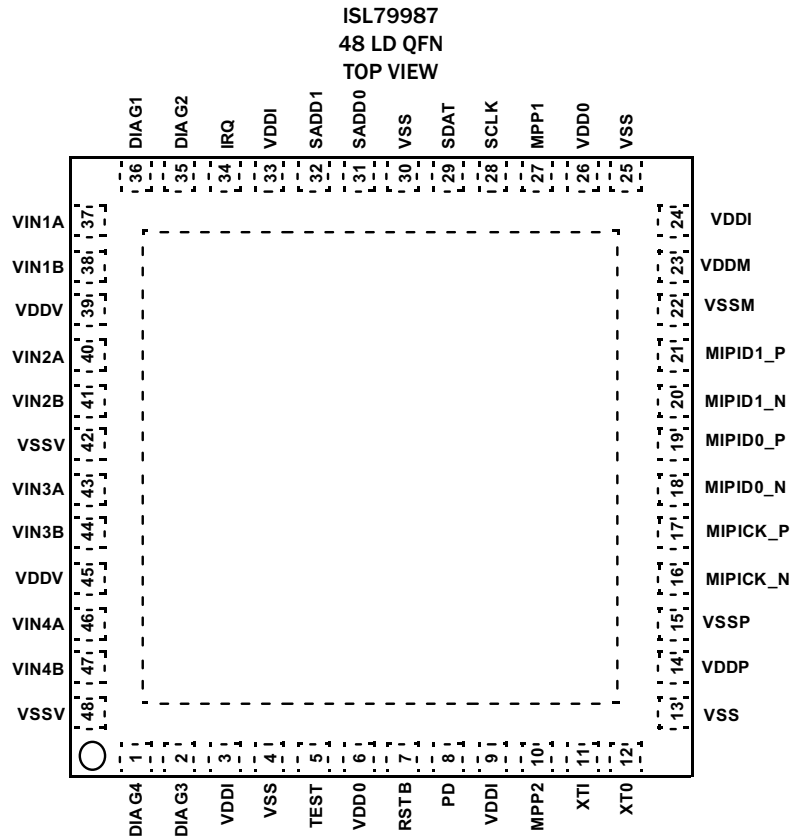 ISL79987
48 LD QFN
TOP VIEW
DIAG1
DIAG2
IRQ
VDDI
SADD1
SADD0
VSS
SDAT
SCLK
MPP1
VDD0
VSS
36
35
34
33
32
31
30
29
28
27
26
25
VIN1A 37
VIN1B 38
VDDV 39
VIN2A 40
VIN2B 41
VSSV 42
VIN3A 43
VIN3B 44
VDDV 45
VIN4A 46
VIN4B 47
VSSV 48
24 VDDI
23 VDDM
22 VSSM
21 MIPID1_P
20 MIPID1_N
19 MIPID0_P
18 MIPID0_N
17 MIPICK_P
16 MIPICK_N
15 VSSP
14 VDDP
13 VSS
1
2
3
4
5
6
7
8
9
10
11
12
DIAG4
DIAG3
VDDI
VSS
TEST
VDD0
RSTB
PD
VDDI
MPP2
XTI
XT0